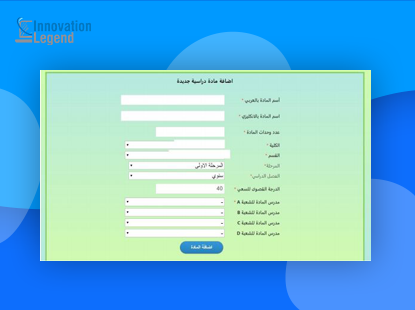 Innovation
Legend
اضافة مادة دراسية جديدة
اسم المادة بالعربي *
اسم المادة بالانكليزي *
عدد وحدات المادة *
الكلية *
القسم *
المرحلة * المرحلة الاولى
الفصل الدراسي * سنوي
الدرجة القصوى للسعي * 40
مدرس المادة للشعبة A * -
مدرس المادة للشعبة B -
مدرس المادة للشعبة C -
مدرس المادة للشعبة D -
اضافة المادة